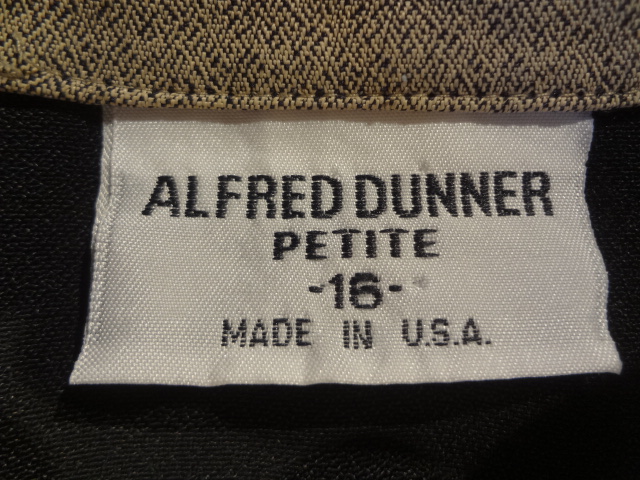 ALFRED DUNNER
PETITE
-16-
MADE IN U.S.A.